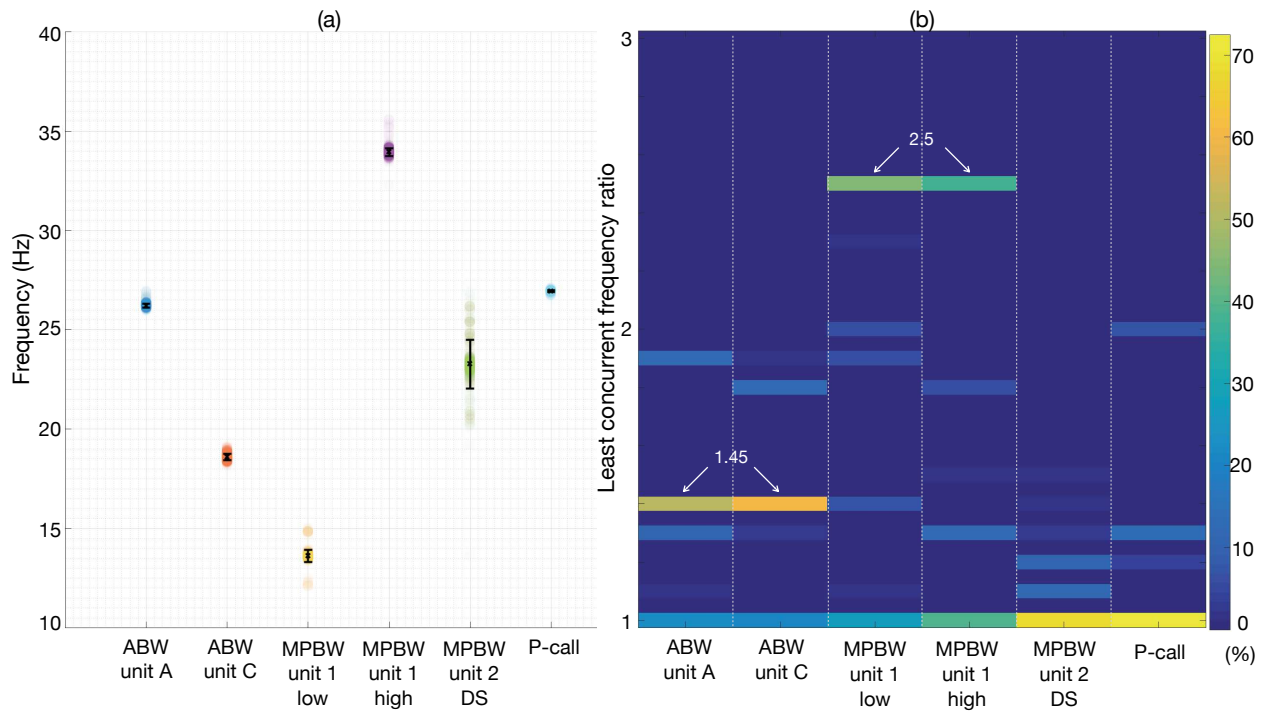 (a)
40
35
30
25
20
15
10
Frequency (Hz)
ABW
unit A
ABW
unit C
MPBW
unit 1
low
MPBW
unit 1
high
MPBW
unit 2
DS
P-call
(b)
3
2
1
Least concurrent frequency ratio
2.5
1.45
ABW
unit A
ABW
unit C
MPBW
unit 1
low
MPBW
unit 1
high
MPBW
unit 2
DS
P-call
70
60
50
40
30
20
10
0
(%)